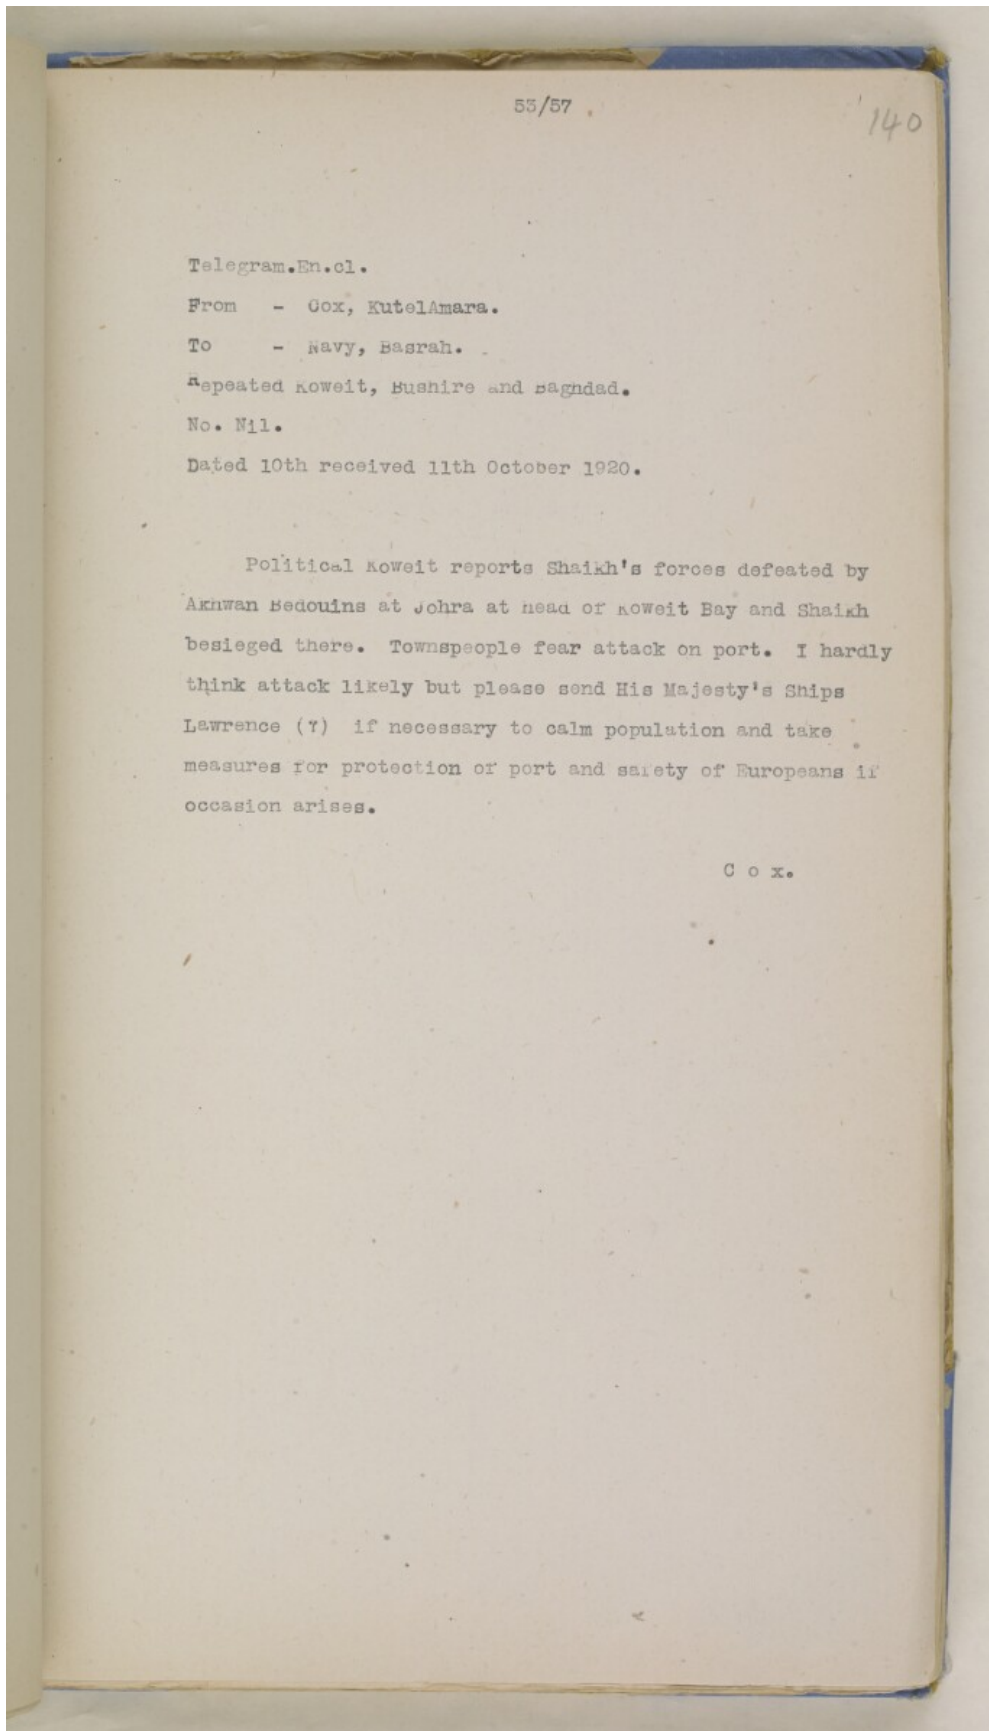 53/57
140
Telegram.En.cl.
From - Cox, KutelAmara.
To - Navy, Basrah.
Repeated Koweit, Bushire and Baghdad.
No. Nil.
Dated 10th received 11th October 1920.
Political Koweit reports Shaikh's forces defeated by
Akhwan Bedouins at Johra at head of Koweit Bay and Shaikh
besieged there. Townspeople fear attack on port. I hardly
think attack likely but please send His Majesty's Ships
Lawrence (?) if necessary to calm population and take
measures for protection of port and safety of Europeans if
occasion arises.
C o x.